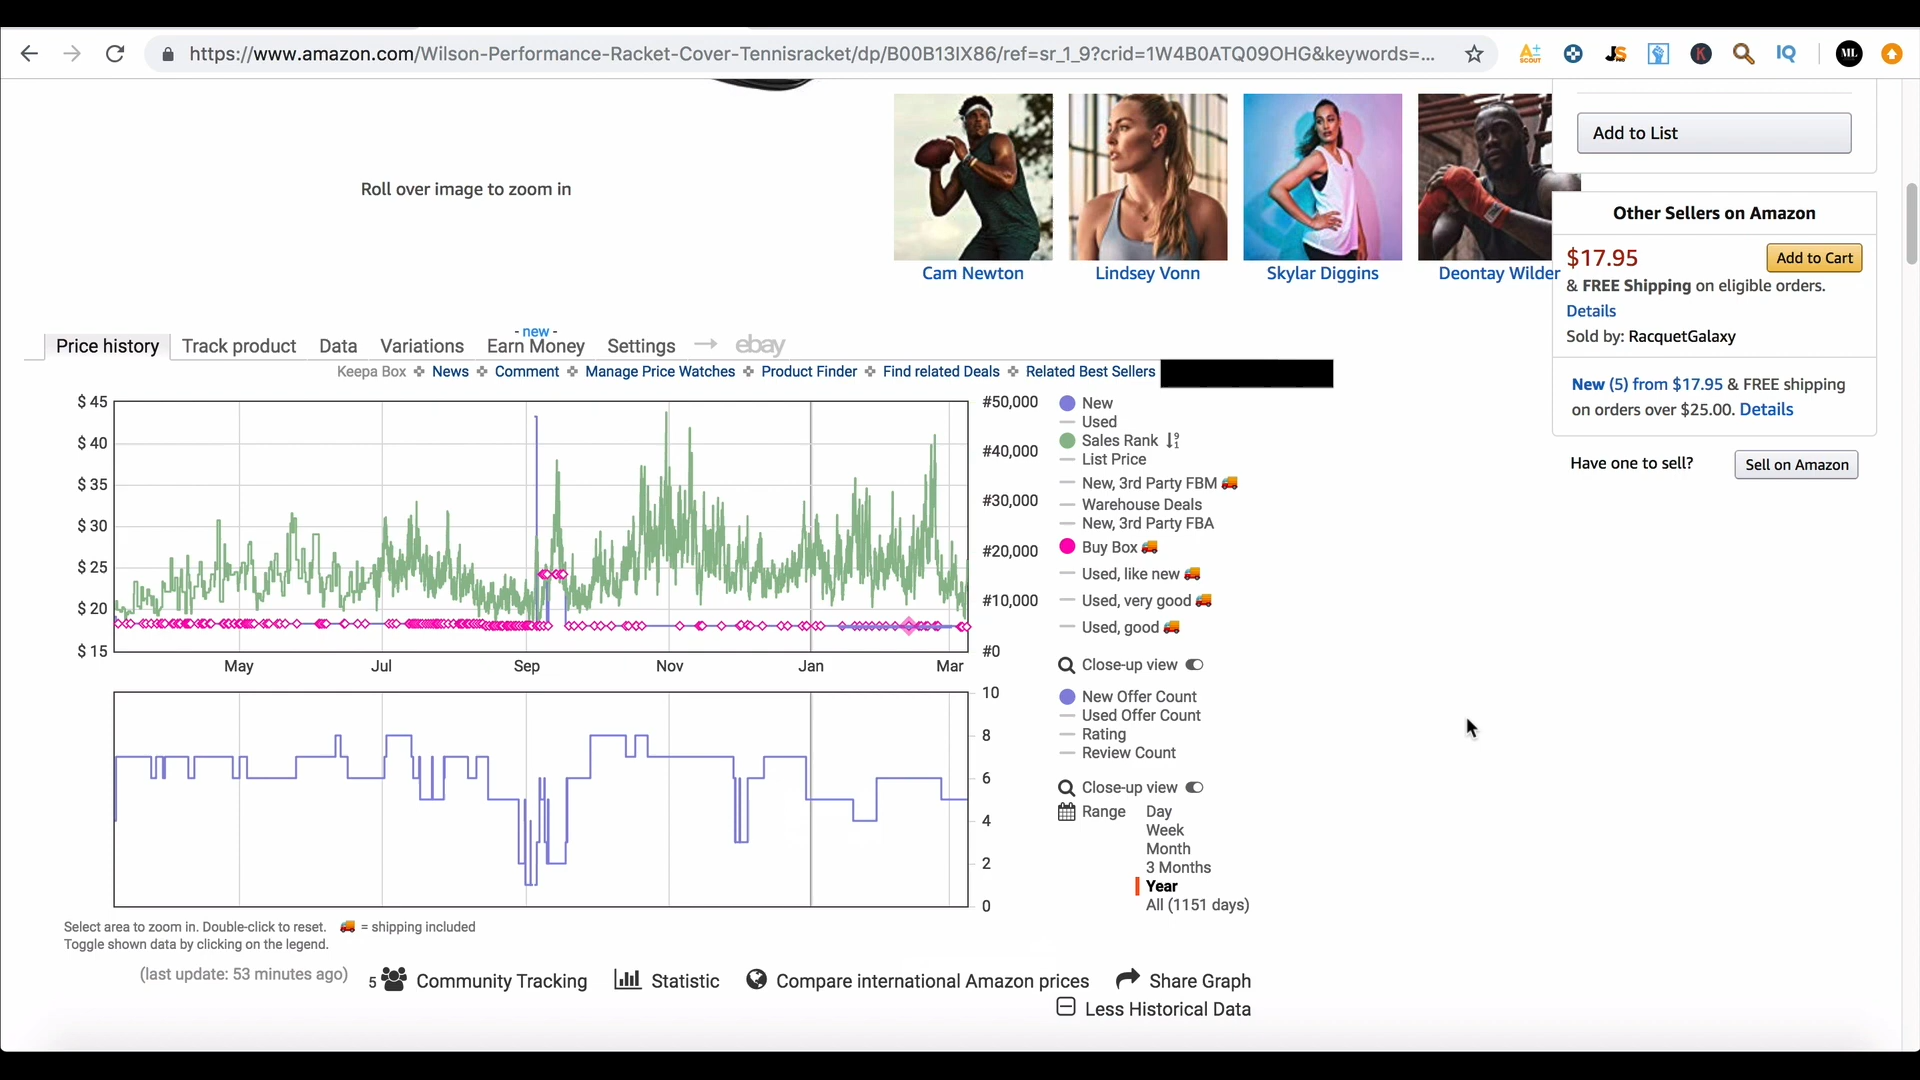 https://www.amazon.com/Wilson-Performance-Racket-Cover-Tennisracket/dp/B00B13IX86/ref=sr_1_9?crid=1W4B0ATQ09OHG&keywords=...
SCOUT
JS
K
IQ
ML
Add to List
Roll over image to zoom in
Cam Newton
Lindsey Vonn
Skylar Diggins
Deontay Wilder
Other Sellers on Amazon
$17.95
Add to Cart
& FREE Shipping on eligible orders.
Details
Sold by: RacquetGalaxy
New (5) from $17.95 & FREE shipping
on orders over $25.00. Details
Have one to sell?
Sell on Amazon
- new -
Price history
Track product
Data
Variations
Earn Money
Settings
ebay
Keepa Box
News
Comment
Manage Price Watches
Product Finder
Find related Deals
Related Best Sellers
$ 45
$ 40
$ 35
$ 30
$ 25
$ 20
$ 15
#50,000
#40,000
#30,000
#20,000
#10,000
#0
May
Jul
Sep
Nov
Jan
Mar
New
Used
Sales Rank
List Price
New, 3rd Party FBM
Warehouse Deals
New, 3rd Party FBA
Buy Box
Used, like new
Used, very good
Used, good
Close-up view
10
8
6
4
2
0
New Offer Count
Used Offer Count
Rating
Review Count
Close-up view
Range
Day
Week
Month
3 Months
Year
All (1151 days)
Select area to zoom in. Double-click to reset.
= shipping included
Toggle shown data by clicking on the legend.
(last update: 53 minutes ago)
5
Community Tracking
Statistic
Compare international Amazon prices
Share Graph
Less Historical Data